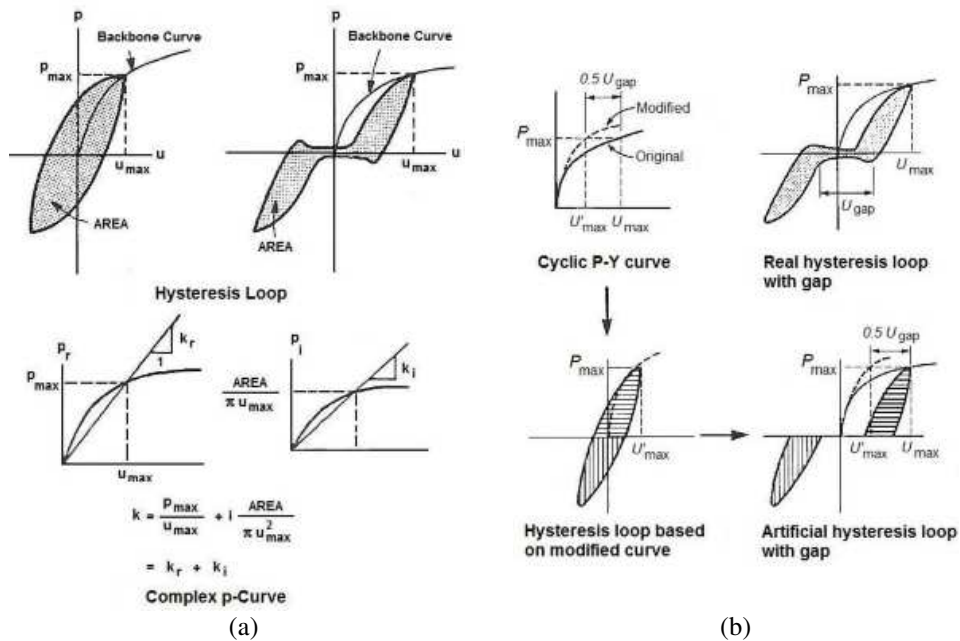 p
Backbone Curve
p max
u
u max
AREA
p
Backbone Curve
p max
u
u max
AREA
Hysteresis Loop
p r
k r
1
p max
u max
p i
k i
AREA
π u max
k = p max / u max + i AREA / π u²max
= k r + k i
Complex p-Curve
(a)
0.5 U gap
Modified
P max
Original
U' max
U max
Cyclic P-Y curve
P max
U max
U gap
Real hysteresis loop
with gap
P max
U' max
Hysteresis loop based
on modified curve
0.5 U gap
P max
U' max
U max
Artificial hysteresis loop
with gap
(b)